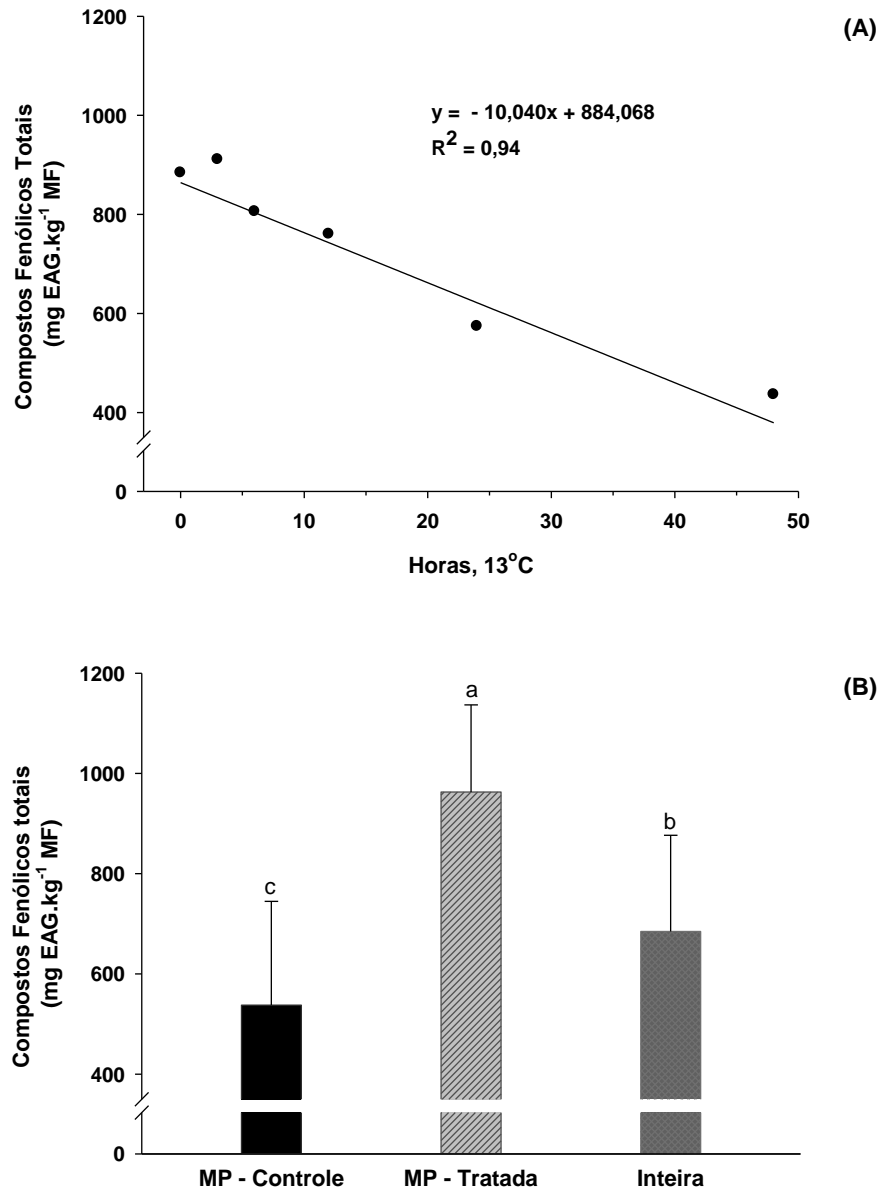 (A)
Compostos Fenólicos Totais
(mg EAG.kg⁻¹ MF)
1200
1000
800
600
400
0
y = - 10,040x + 884,068
R² = 0,94
0 10 20 30 40 50
Horas, 13°C
(B)
Compostos Fenólicos totais
(mg EAG.kg⁻¹ MF)
1200
1000
800
600
400
0
c
a
b
MP - Controle MP - Tratada Inteira